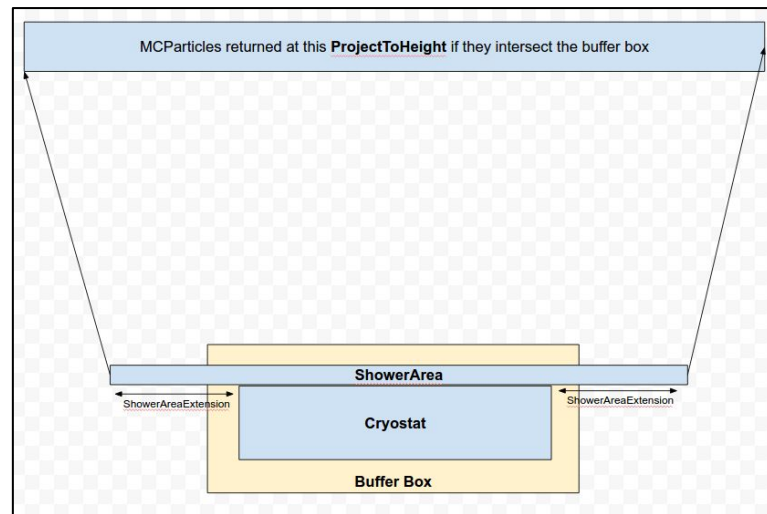 MCParticles returned at this ProjectToHeight if they intersect the buffer box
ShowerArea
ShowerAreaExtension
ShowerAreaExtension
Cryostat
Buffer Box